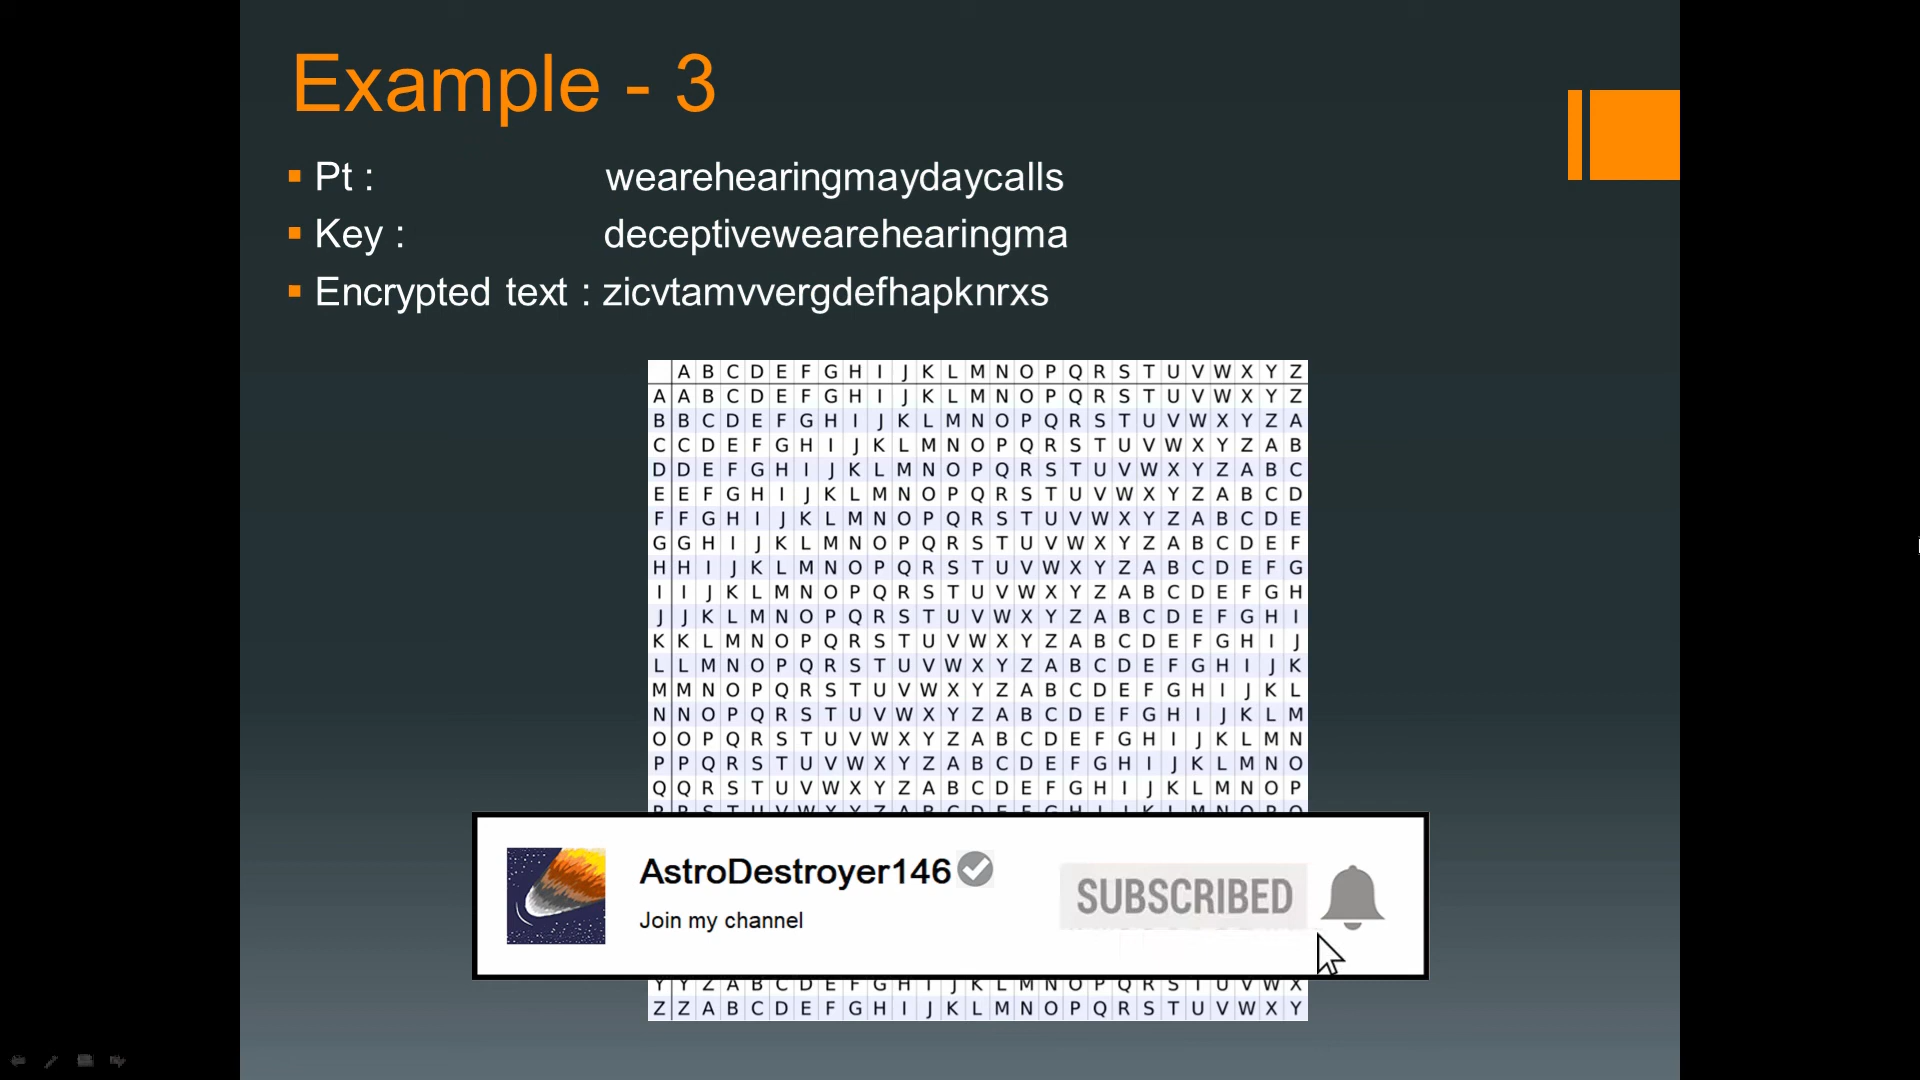 Example - 3
Pt : wearehearingmaydaycalls
Key : deceptivewearehearingma
Encrypted text : zicvtamvvergdefhapknrxs
A B C D E F G H I J K L M N O P Q R S T U V W X Y Z
A A B C D E F G H I J K L M N O P Q R S T U V W X Y Z
B B C D E F G H I J K L M N O P Q R S T U V W X Y Z A
C C D E F G H I J K L M N O P Q R S T U V W X Y Z A B
D D E F G H I J K L M N O P Q R S T U V W X Y Z A B C
E E F G H I J K L M N O P Q R S T U V W X Y Z A B C D
F F G H I J K L M N O P Q R S T U V W X Y Z A B C D E
G G H I J K L M N O P Q R S T U V W X Y Z A B C D E F
H H I J K L M N O P Q R S T U V W X Y Z A B C D E F G
I I J K L M N O P Q R S T U V W X Y Z A B C D E F G H
J J K L M N O P Q R S T U V W X Y Z A B C D E F G H I
K K L M N O P Q R S T U V W X Y Z A B C D E F G H I J
L L M N O P Q R S T U V W X Y Z A B C D E F G H I J K
M M N O P Q R S T U V W X Y Z A B C D E F G H I J K L
N N O P Q R S T U V W X Y Z A B C D E F G H I J K L M
O O P Q R S T U V W X Y Z A B C D E F G H I J K L M N
P P Q R S T U V W X Y Z A B C D E F G H I J K L M N O
Q Q R S T U V W X Y Z A B C D E F G H I J K L M N O P
R R S T U V W X Y Z A B C D E F G H I J K L M N O P Q
AstroDestroyer146
SUBSCRIBED
Join my channel
Y Y Z A B C D E F G H I J K L M N O P Q R S T U V W X
Z Z A B C D E F G H I J K L M N O P Q R S T U V W X Y